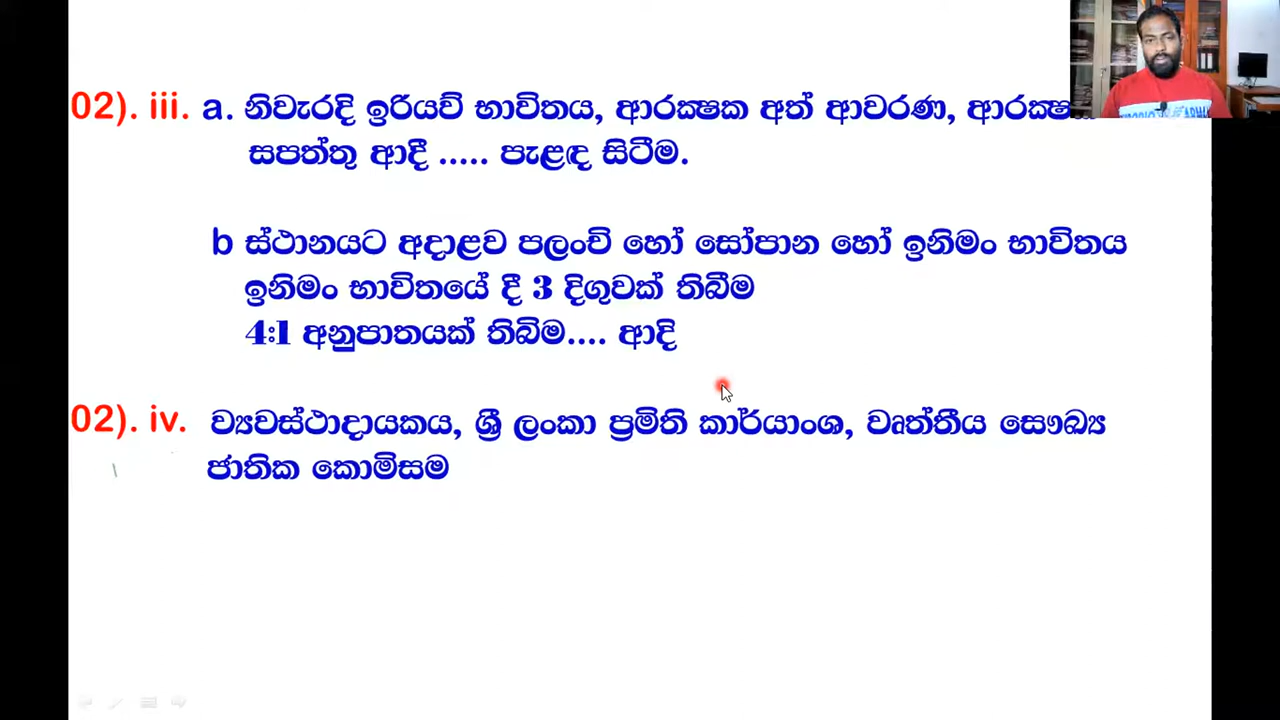 02). iii. a. නිවැරදි ඉරියව් භාවිතය, ආරක්ෂක අත් ආවරණ,
සපත්තු ආදී ..... පැළඳ සිටීම.
b ස්ථානයට අදාළව පලංචි හෝ සෝපාන හෝ ඉනිමං භාවිතය
ඉනිමං භාවිතයේ දී 3 දිගුවක් තිබීම
4:1 අනුපාතයක් තිබිම.... ආදි
02). iv. ව්‍යවස්ථාදායකය, ශ්‍රී ලංකා ප්‍රමිති කාර්යාංශ, වෘත්තීය සෞඛ්‍ය
ජාතික කොමිසම